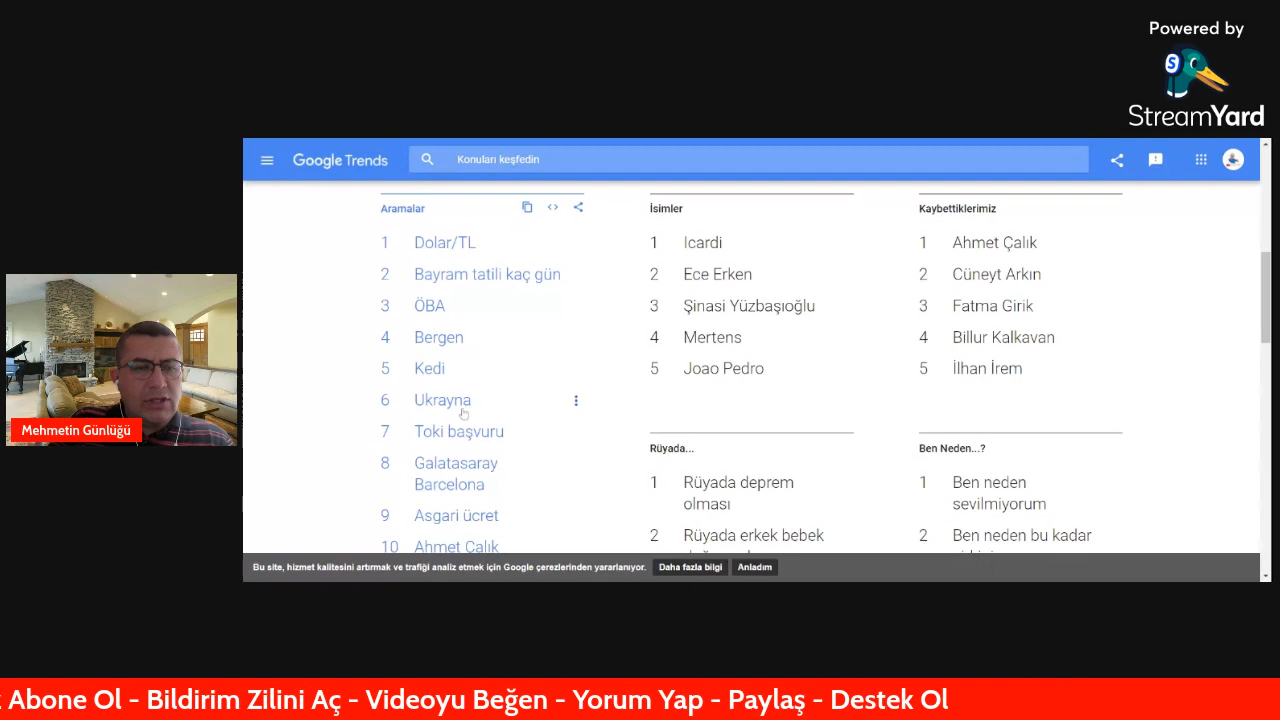 Powered by
StreamYard
Google Trends
Konuları keşfedin
Aramalar
1 Dolar/TL
2 Bayram tatili kaç gün
3 ÖBA
4 Bergen
5 Kedi
6 Ukrayna
7 Toki başvuru
8 Galatasaray
Barcelona
9 Asgari ücret
10 Ahmet Çalık
İsimler
1 Icardi
2 Ece Erken
3 Şinasi Yüzbaşıoğlu
4 Mertens
5 Joao Pedro
Kaybettiklerimiz
1 Ahmet Çalık
2 Cüneyt Arkın
3 Fatma Girik
4 Billur Kalkavan
5 İlhan İrem
Rüyada...
1 Rüyada deprem
olması
2 Rüyada erkek bebek
Ben Neden...?
1 Ben neden
sevilmiyorum
2 Ben neden bu kadar
Bu site, hizmet kalitesini artırmak ve trafiği analiz etmek için Google çerezlerinden yararlanıyor. Daha fazla bilgi Anladım
Mehmetin Günlüğü
Abone Ol - Bildirim Zilini Aç - Videoyu Beğen - Yorum Yap - Paylaş - Destek Ol